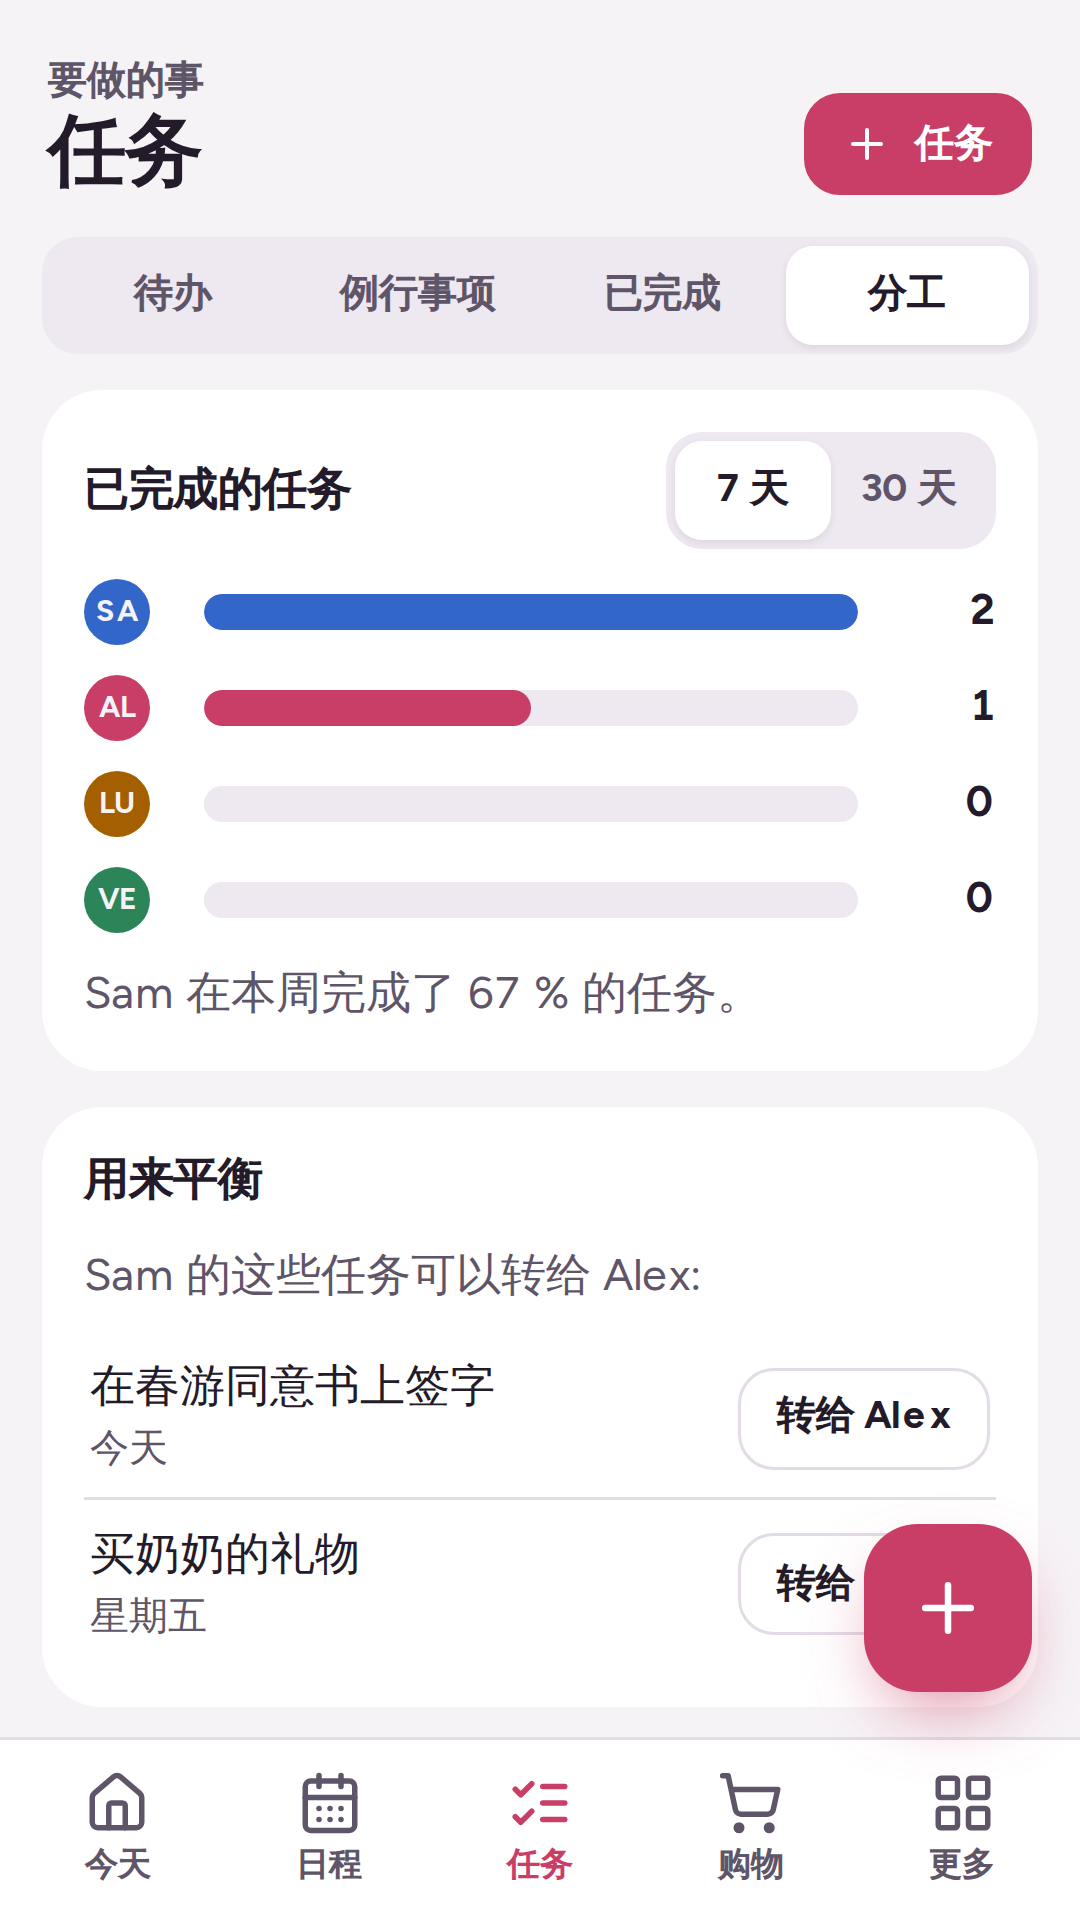 要做的事
任务
任务
待办 例行事项 已完成 分工
已完成的任务
7 天 30 天
SA 2
AL 1
LU 0
VE 0
Sam 在本周完成了 67 % 的任务。
用来平衡
Sam 的这些任务可以转给 Alex:
在春游同意书上签字
今天
转给 Alex
买奶奶的礼物
星期五
转给
今天 日程 任务 购物 更多